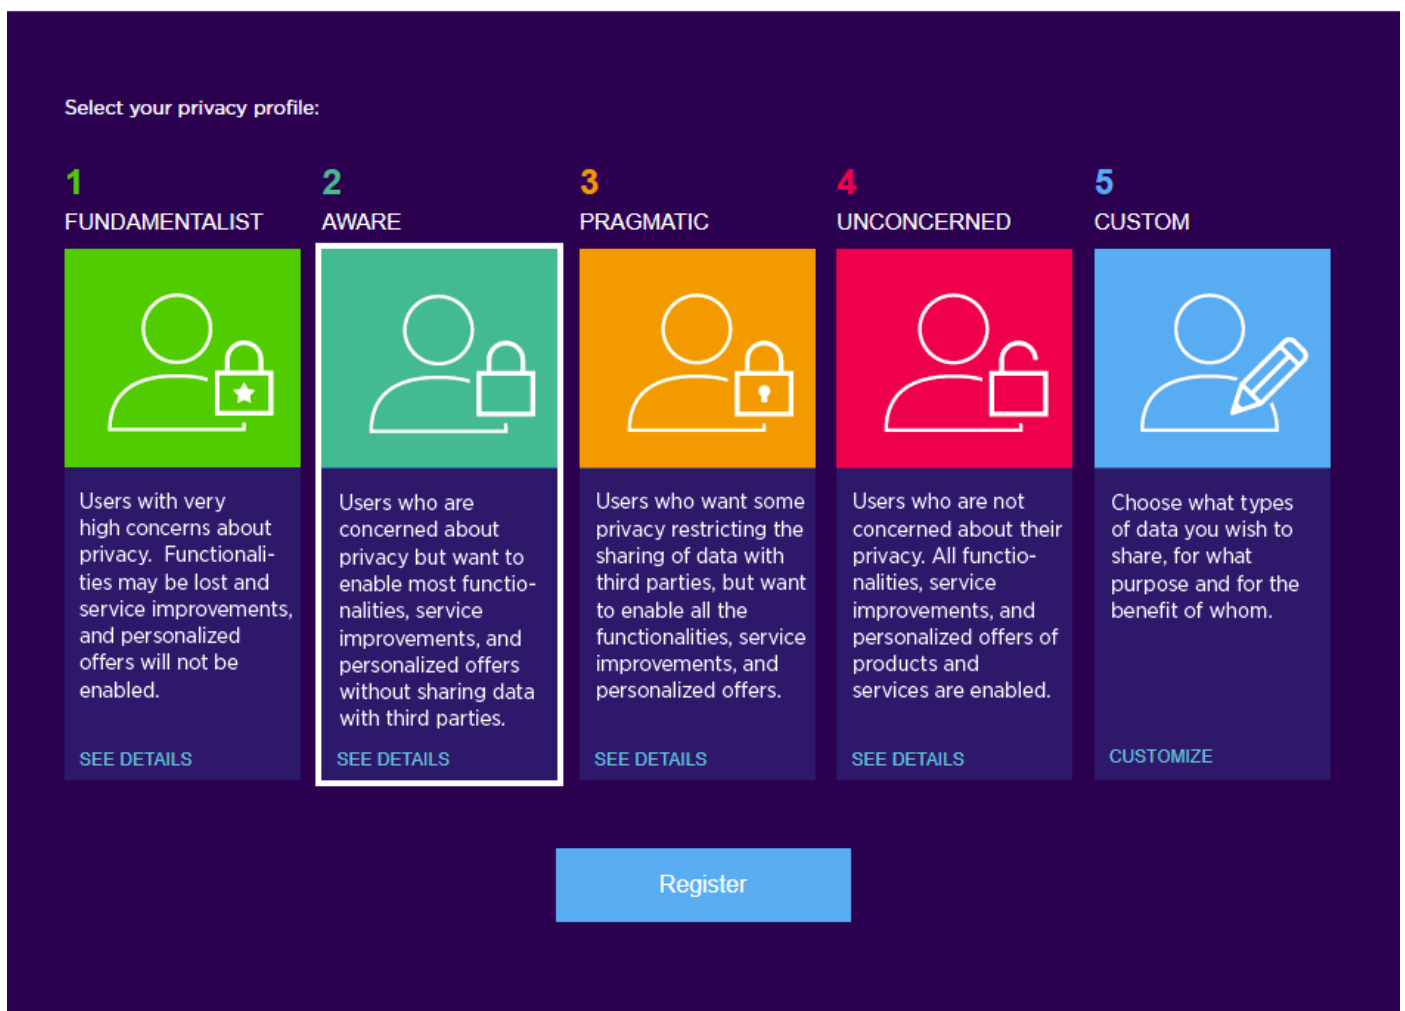 Select your privacy profile:
1
FUNDAMENTALIST
Users with very
high concerns about
privacy.  Functionali-
ties may be lost and
service improvements,
and personalized
offers will not be
enabled.
SEE DETAILS
2
AWARE
Users who are
concerned about
privacy but want to
enable most functio-
nalities, service
improvements, and
personalized offers
without sharing data
with third parties.
SEE DETAILS
3
PRAGMATIC
Users who want some
privacy restricting the
sharing of data with
third parties, but want
to enable all the
functionalities, service
improvements, and
personalized offers.
SEE DETAILS
4
UNCONCERNED
Users who are not
concerned about their
privacy. All functio-
nalities, service
improvements, and
personalized offers of
products and
services are enabled.
SEE DETAILS
5
CUSTOM
Choose what types
of data you wish to
share, for what
purpose and for the
benefit of whom.
CUSTOMIZE
Register